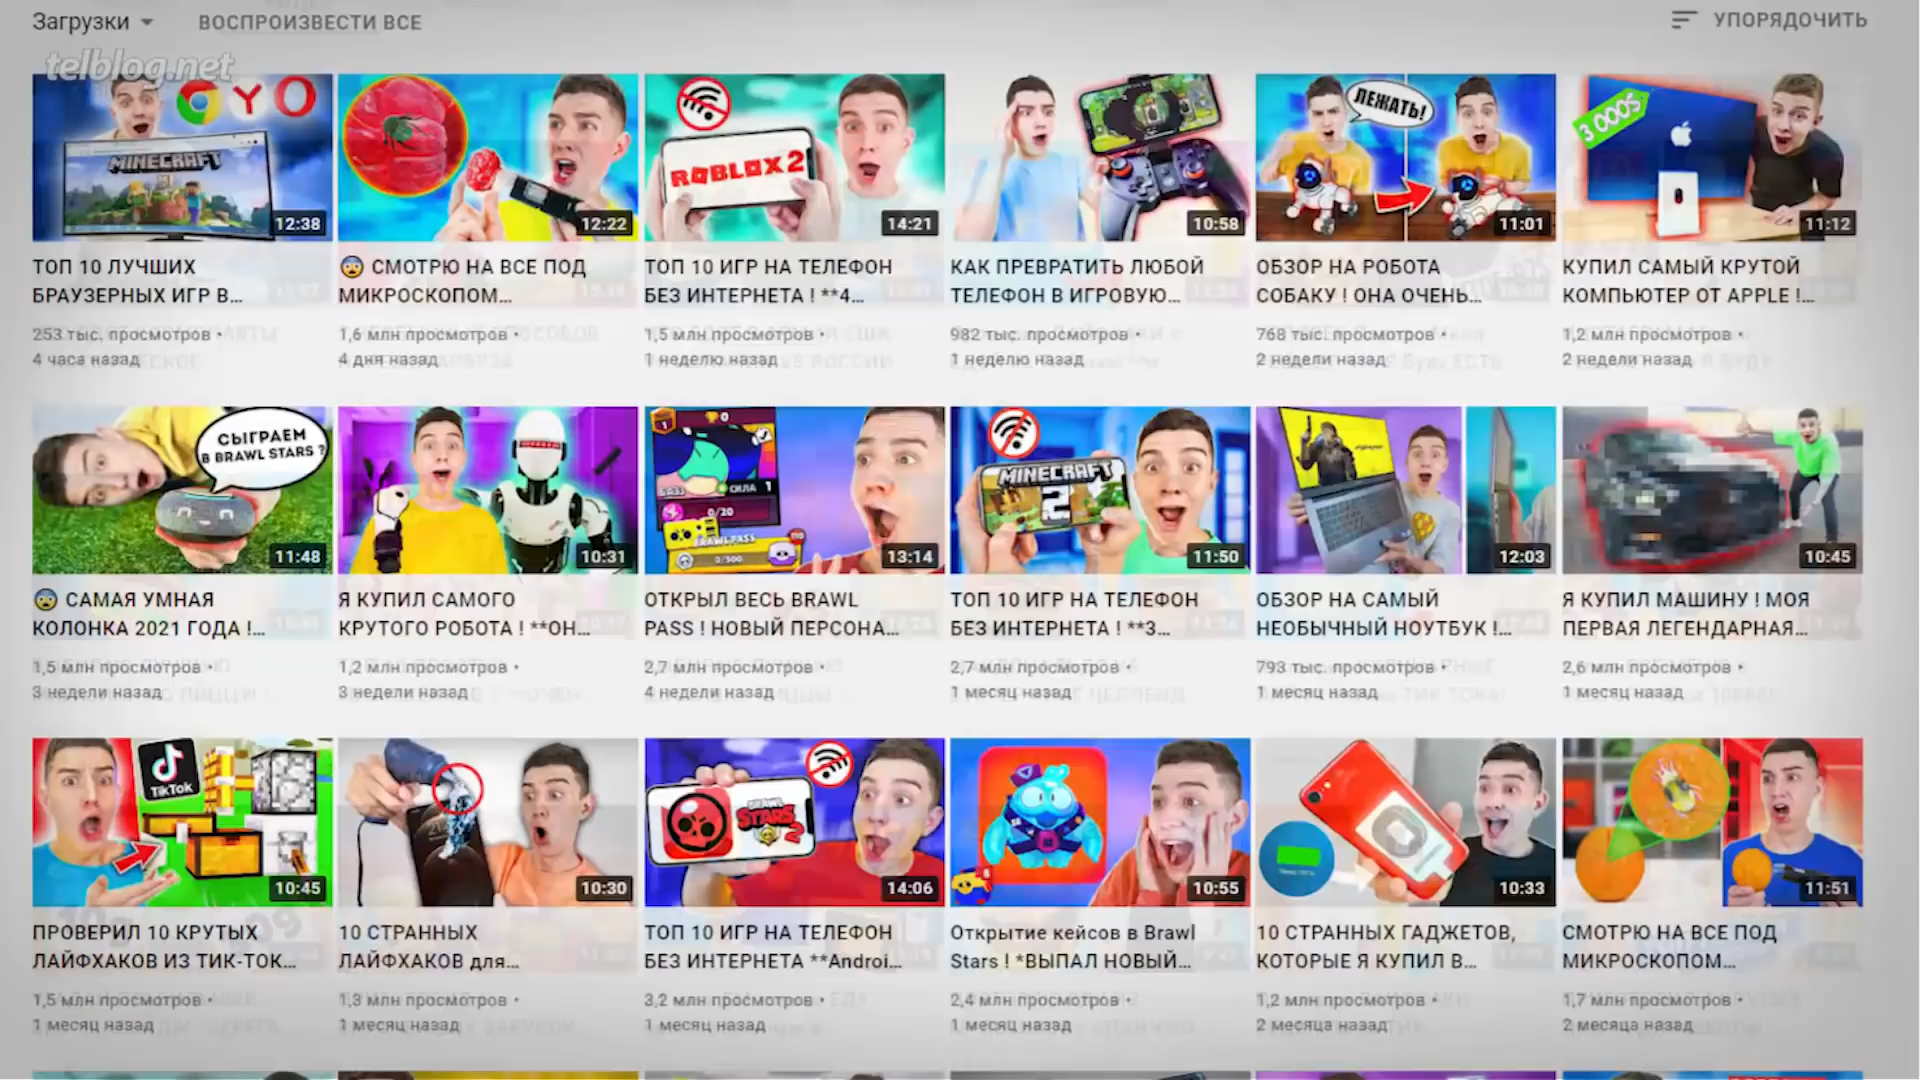 Загрузки ВОСПРОИЗВЕСТИ ВСЕ УПОРЯДОЧИТЬ
telblog.net
MINECRAFT
12:38
12:22
ROBLOX 2
14:21
10:58
ЛЕЖАТЬ!
11:01
3 000$
11:12
ТОП 10 ЛУЧШИХ
БРАУЗЕРНЫХ ИГР В...
253 тыс. просмотров •
4 часа назад
😨 СМОТРЮ НА ВСЕ ПОД
МИКРОСКОПОМ...
1,6 млн просмотров •
4 дня назад
ТОП 10 ИГР НА ТЕЛЕФОН
БЕЗ ИНТЕРНЕТА ! **4...
1,5 млн просмотров •
1 неделю назад
КАК ПРЕВРАТИТЬ ЛЮБОЙ
ТЕЛЕФОН В ИГРОВУЮ...
982 тыс. просмотров •
1 неделю назад
ОБЗОР НА РОБОТА
СОБАКУ ! ОНА ОЧЕНЬ...
768 тыс. просмотров •
2 недели назад
КУПИЛ САМЫЙ КРУТОЙ
КОМПЬЮТЕР ОТ APPLE !...
1,2 млн просмотров •
2 недели назад
СЫГРАЕМ
В BRAWL STARS ?
11:48
10:31
0
1
СИЛА 1
0/20
BRAWL PASS
0/500
13:14
MINECRAFT
2
11:50
12:03
10:45
😨 САМАЯ УМНАЯ
КОЛОНКА 2021 ГОДА !...
1,5 млн просмотров •
3 недели назад
Я КУПИЛ САМОГО
КРУТОГО РОБОТА ! **ОН...
1,2 млн просмотров •
3 недели назад
ОТКРЫЛ ВЕСЬ BRAWL
PASS ! НОВЫЙ ПЕРСОНА...
2,7 млн просмотров •
4 недели назад
ТОП 10 ИГР НА ТЕЛЕФОН
БЕЗ ИНТЕРНЕТА ! **3...
2,7 млн просмотров •
1 месяц назад
ОБЗОР НА САМЫЙ
НЕОБЫЧНЫЙ НОУТБУК !...
793 тыс. просмотров •
1 месяц назад
Я КУПИЛ МАШИНУ ! МОЯ
ПЕРВАЯ ЛЕГЕНДАРНАЯ...
2,6 млн просмотров •
1 месяц назад
TikTok
10:45
10:30
BRAWL
STARS
2
14:06
10:55
10:33
11:51
ПРОВЕРИЛ 10 КРУТЫХ
ЛАЙФХАКОВ ИЗ ТИК-ТОК...
1,5 млн просмотров •
1 месяц назад
10 СТРАННЫХ
ЛАЙФХАКОВ для...
1,3 млн просмотров •
1 месяц назад
ТОП 10 ИГР НА ТЕЛЕФОН
БЕЗ ИНТЕРНЕТА **Androi...
3,2 млн просмотров •
1 месяц назад
Открытие кейсов в Brawl
Stars ! *ВЫПАЛ НОВЫЙ...
2,4 млн просмотров •
1 месяц назад
10 СТРАННЫХ ГАДЖЕТОВ,
КОТОРЫЕ Я КУПИЛ В...
1,2 млн просмотров •
2 месяца назад
СМОТРЮ НА ВСЕ ПОД
МИКРОСКОПОМ...
1,7 млн просмотров •
2 месяца назад